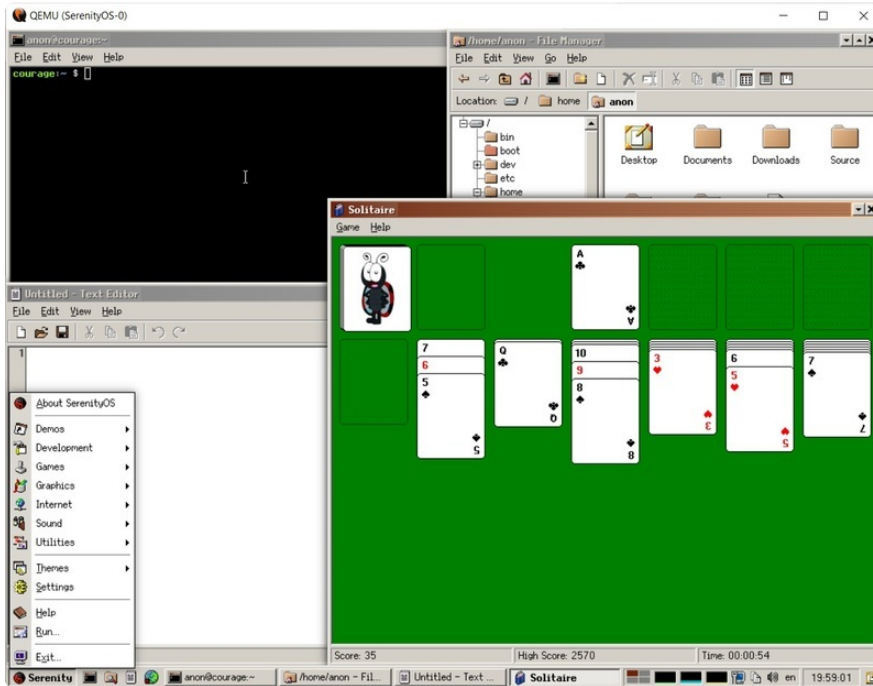 QEMU (SerenityOS-0)
anon@courage:~
File Edit View Help
courage:~ $
/home/anon - File Manager
File Edit View Go Help
Location: / home anon
/
bin
boot
dev
etc
home
Desktop Documents Downloads Source
Solitaire
Game Help
A
A
7
6
5
5
Q
Q
10
9
8
8
3
3
6
5
5
7
7
Score: 35 High Score: 2570 Time: 00:00:54
Untitled - Text Editor
File Edit View Help
1
About SerenityOS
Demos
Development
Games
Graphics
Internet
Sound
Utilities
Themes
Settings
Help
Run...
Exit...
Serenity anon@courage:~ /home/anon - Fil... Untitled - Text ... Solitaire en 19:59:01